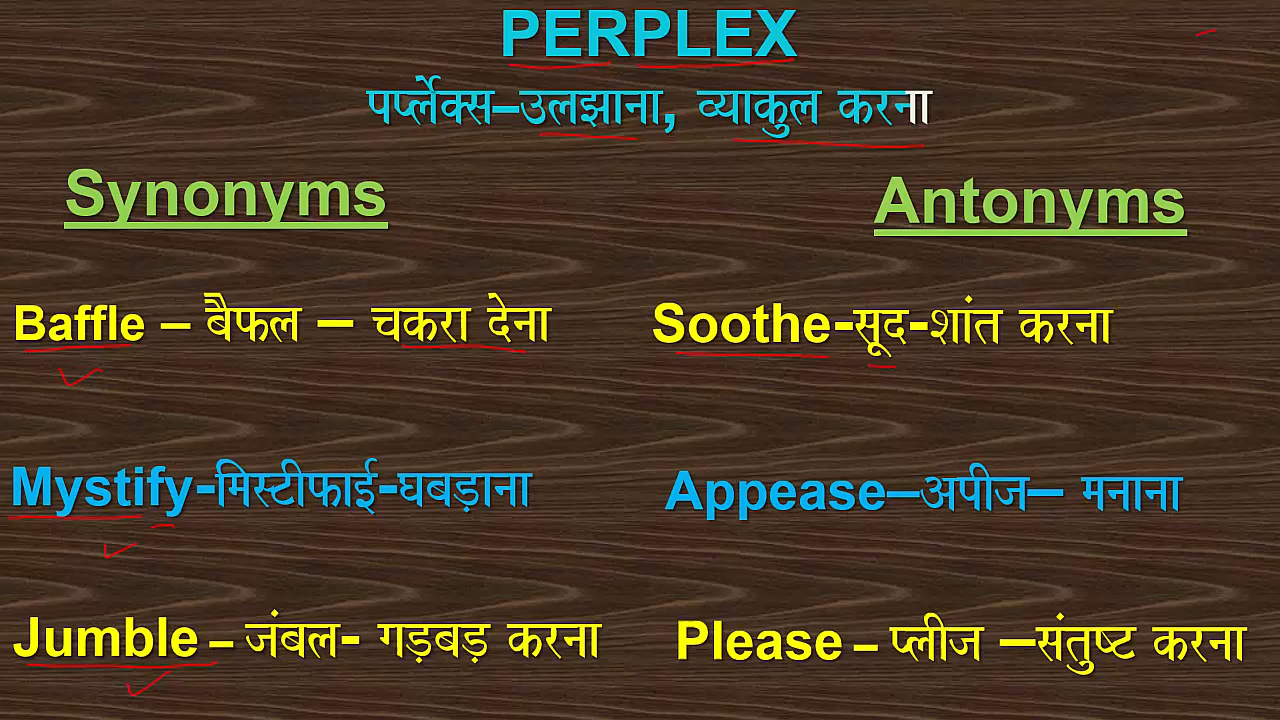 PERPLEX
पर्प्लेक्स–उलझाना, व्याकुल करना
Synonyms
Antonyms
Baffle – बैफल – चकरा देना
Soothe-सूद-शांत करना
Mystify-मिस्टीफाई-घबड़ाना
Appease–अपीज– मनाना
Jumble – जंबल- गड़बड़ करना
Please – प्लीज –संतुष्ट करना